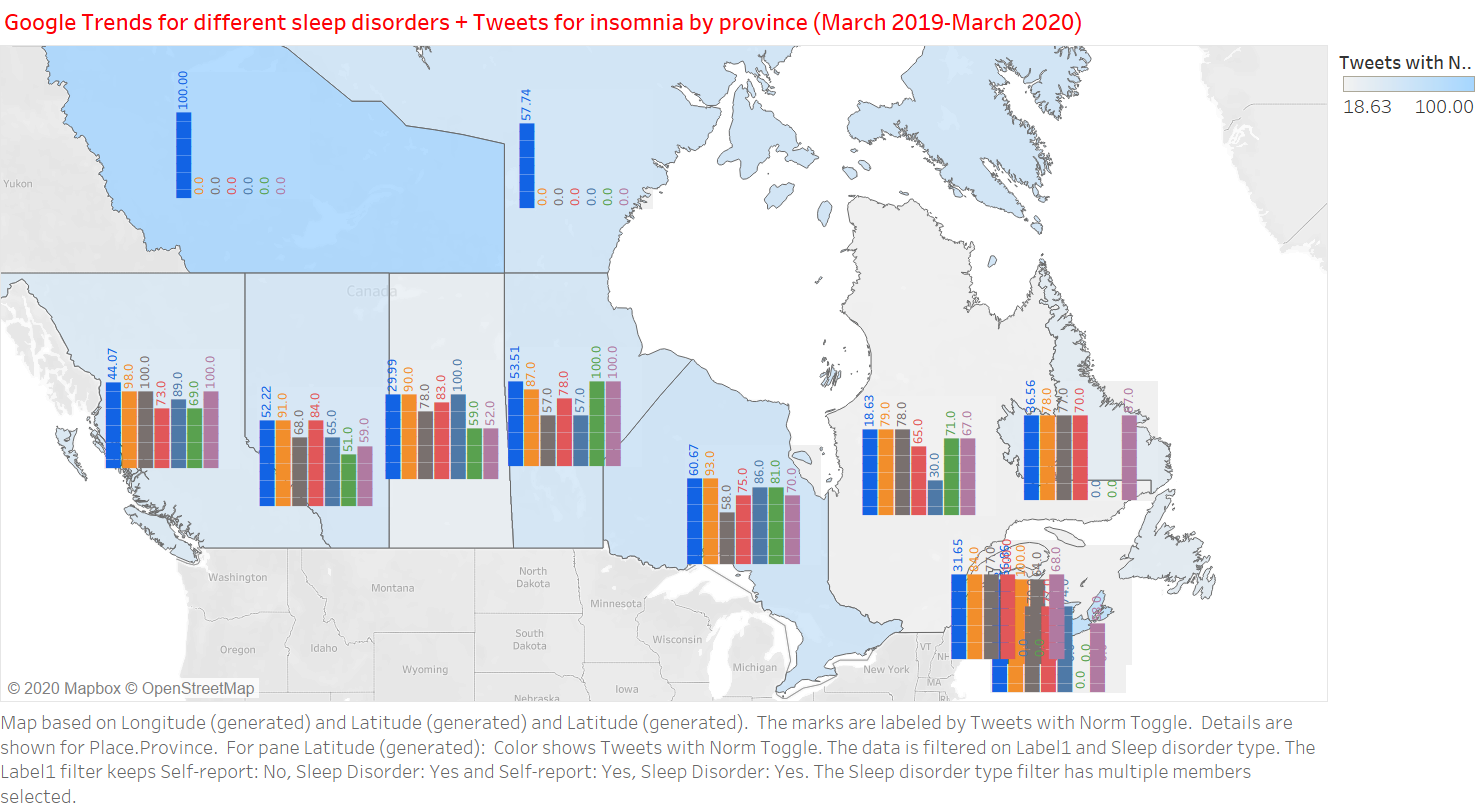 Google Trends for different sleep disorders + Tweets for insomnia by province (March 2019-March 2020)
Tweets with N..
18.63 100.00
100.00
0.0
0.0
0.0
0.0
0.0
0.0
57.74
0.0
0.0
0.0
0.0
0.0
0.0
Yukon
Canada
44.07
98.0
100.0
73.0
89.0
69.0
100.0
52.22
91.0
68.0
84.0
65.0
51.0
59.0
29.99
90.0
78.0
83.0
100.0
59.0
52.0
53.51
87.0
57.0
78.0
57.0
100.0
100.0
60.67
93.0
58.0
75.0
86.0
81.0
70.0
18.63
79.0
78.0
65.0
30.0
71.0
67.0
36.56
78.0
77.0
70.0
0.0
0.0
31.65
68.0
0.0
0.0
Washington
Montana
North
Dakota
Minnesota
Oregon
Idaho
South
Dakota
Wisconsin
Wyoming
Michigan
New York
VT
NH
MA
Iowa
Nebraska
© 2020 Mapbox © OpenStreetMap
Map based on Longitude (generated) and Latitude (generated) and Latitude (generated). The marks are labeled by Tweets with Norm Toggle. Details are
shown for Place.Province. For pane Latitude (generated): Color shows Tweets with Norm Toggle. The data is filtered on Label1 and Sleep disorder type. The
Label1 filter keeps Self-report: No, Sleep Disorder: Yes and Self-report: Yes, Sleep Disorder: Yes. The Sleep disorder type filter has multiple members
selected.